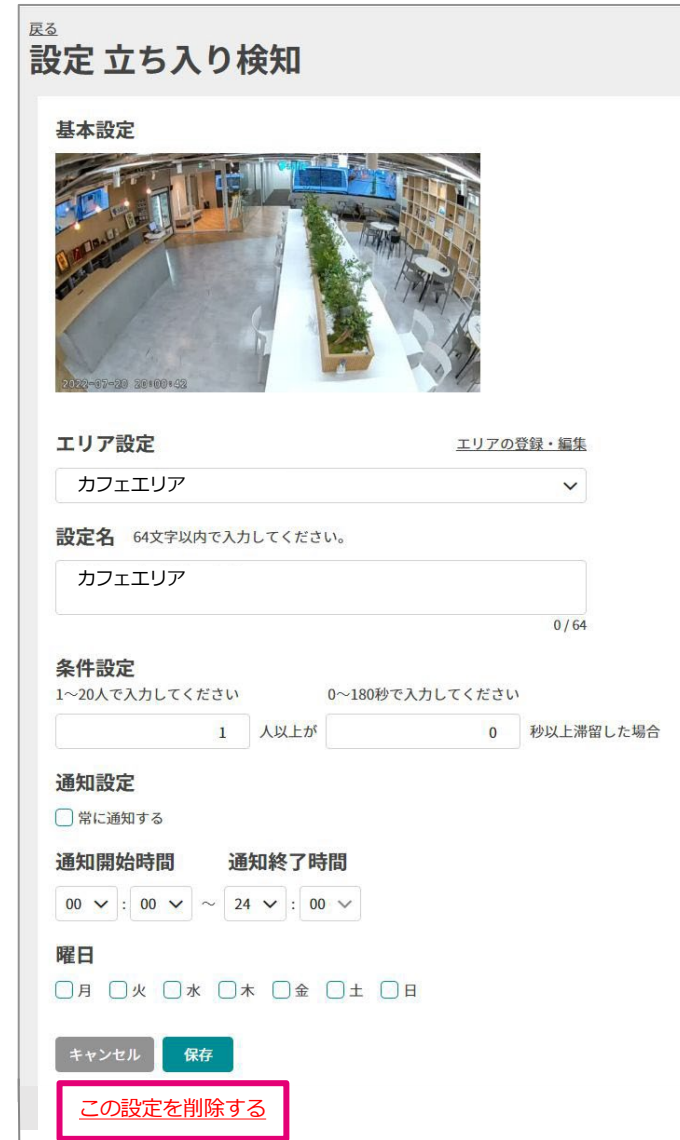 戻る
設定 立ち入り検知
基本設定
2022-07-20 20:00:42
エリア設定 エリアの登録・編集
カフェエリア
設定名 64文字以内で入力してください。
カフェエリア
0 / 64
条件設定
1～20人で入力してください 0～180秒で入力してください
1 人以上が 0 秒以上滞留した場合
通知設定
常に通知する
通知開始時間 通知終了時間
00 : 00 ～ 24 : 00
曜日
月 火 水 木 金 土 日
キャンセル 保存
この設定を削除する